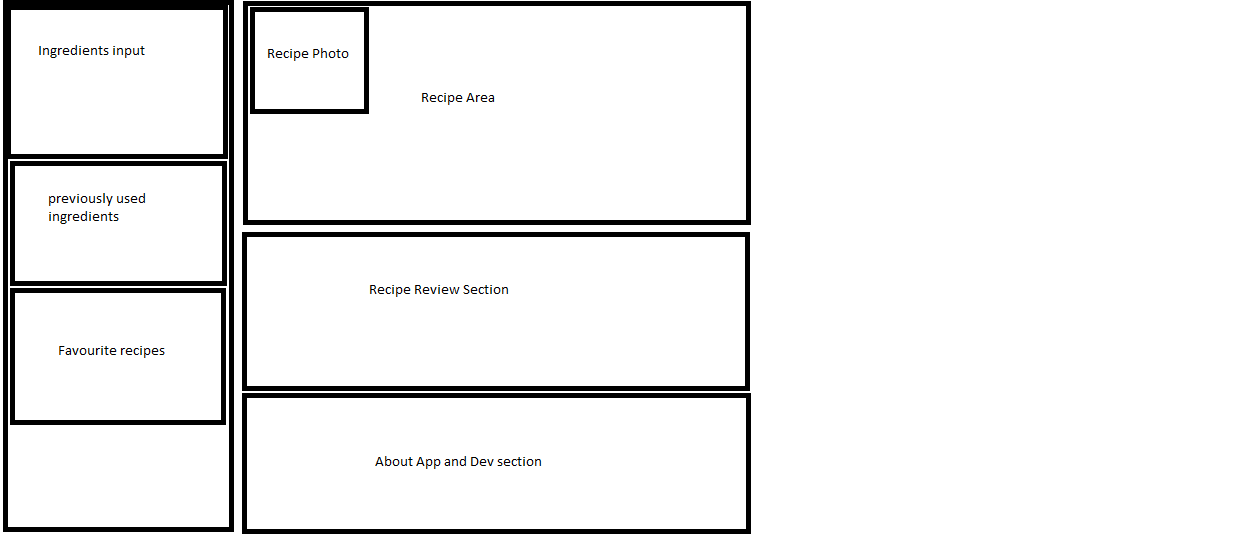 Ingredients input
previously used
ingredients
Favourite recipes
Recipe Photo
Recipe Area
Recipe Review Section
About App and Dev section